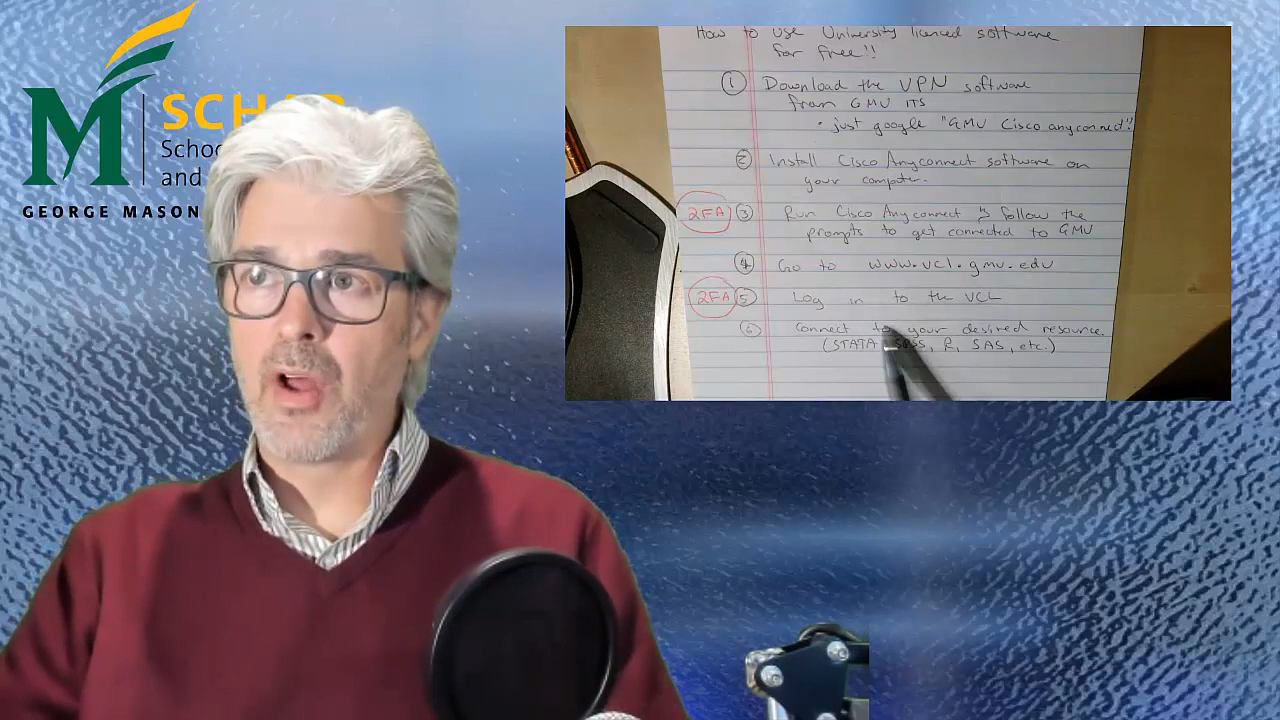 SCHAR
Schoo
and
GEORGE MASON
How to use University licenced software
for free!!
① Download the VPN software
from GMU ITS
• just google "GMU Cisco anyconnect"!
② Install Cisco Anyconnect software on
your computer.
2FA ③ Run Cisco Anyconnect & follow the
prompts to get connected to GMU
④ Go to www.vcl.gmu.edu
2FA ⑤ Log in to the VCL
⑥ Connect to your desired resource.
(STATA, SPSS, R, SAS, etc.)